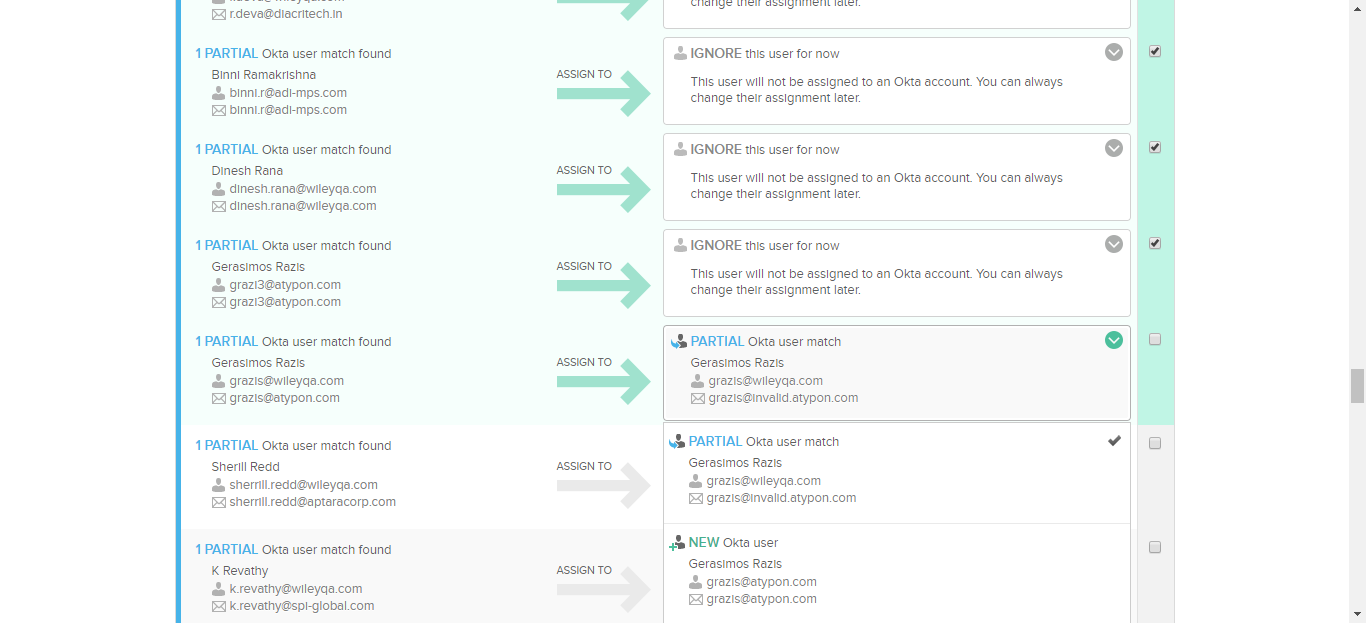 r.deva@diacritech.in
change their assignment later.
1 PARTIAL Okta user match found
Binni Ramakrishna
binni.r@adi-mps.com
binni.r@adi-mps.com
ASSIGN TO
IGNORE this user for now
This user will not be assigned to an Okta account. You can always
change their assignment later.
1 PARTIAL Okta user match found
Dinesh Rana
dinesh.rana@wileyqa.com
dinesh.rana@wileyqa.com
ASSIGN TO
IGNORE this user for now
This user will not be assigned to an Okta account. You can always
change their assignment later.
1 PARTIAL Okta user match found
Gerasimos Razis
grazi3@atypon.com
grazi3@atypon.com
ASSIGN TO
IGNORE this user for now
This user will not be assigned to an Okta account. You can always
change their assignment later.
1 PARTIAL Okta user match found
Gerasimos Razis
grazis@wileyqa.com
grazis@atypon.com
ASSIGN TO
PARTIAL Okta user match
Gerasimos Razis
grazis@wileyqa.com
grazis@invalid.atypon.com
1 PARTIAL Okta user match found
Sherill Redd
sherrill.redd@wileyqa.com
sherrill.redd@aptaracorp.com
ASSIGN TO
PARTIAL Okta user match
Gerasimos Razis
grazis@wileyqa.com
grazis@invalid.atypon.com
1 PARTIAL Okta user match found
K Revathy
k.revathy@wileyqa.com
k.revathy@spi-global.com
ASSIGN TO
NEW Okta user
Gerasimos Razis
grazis@atypon.com
grazis@atypon.com